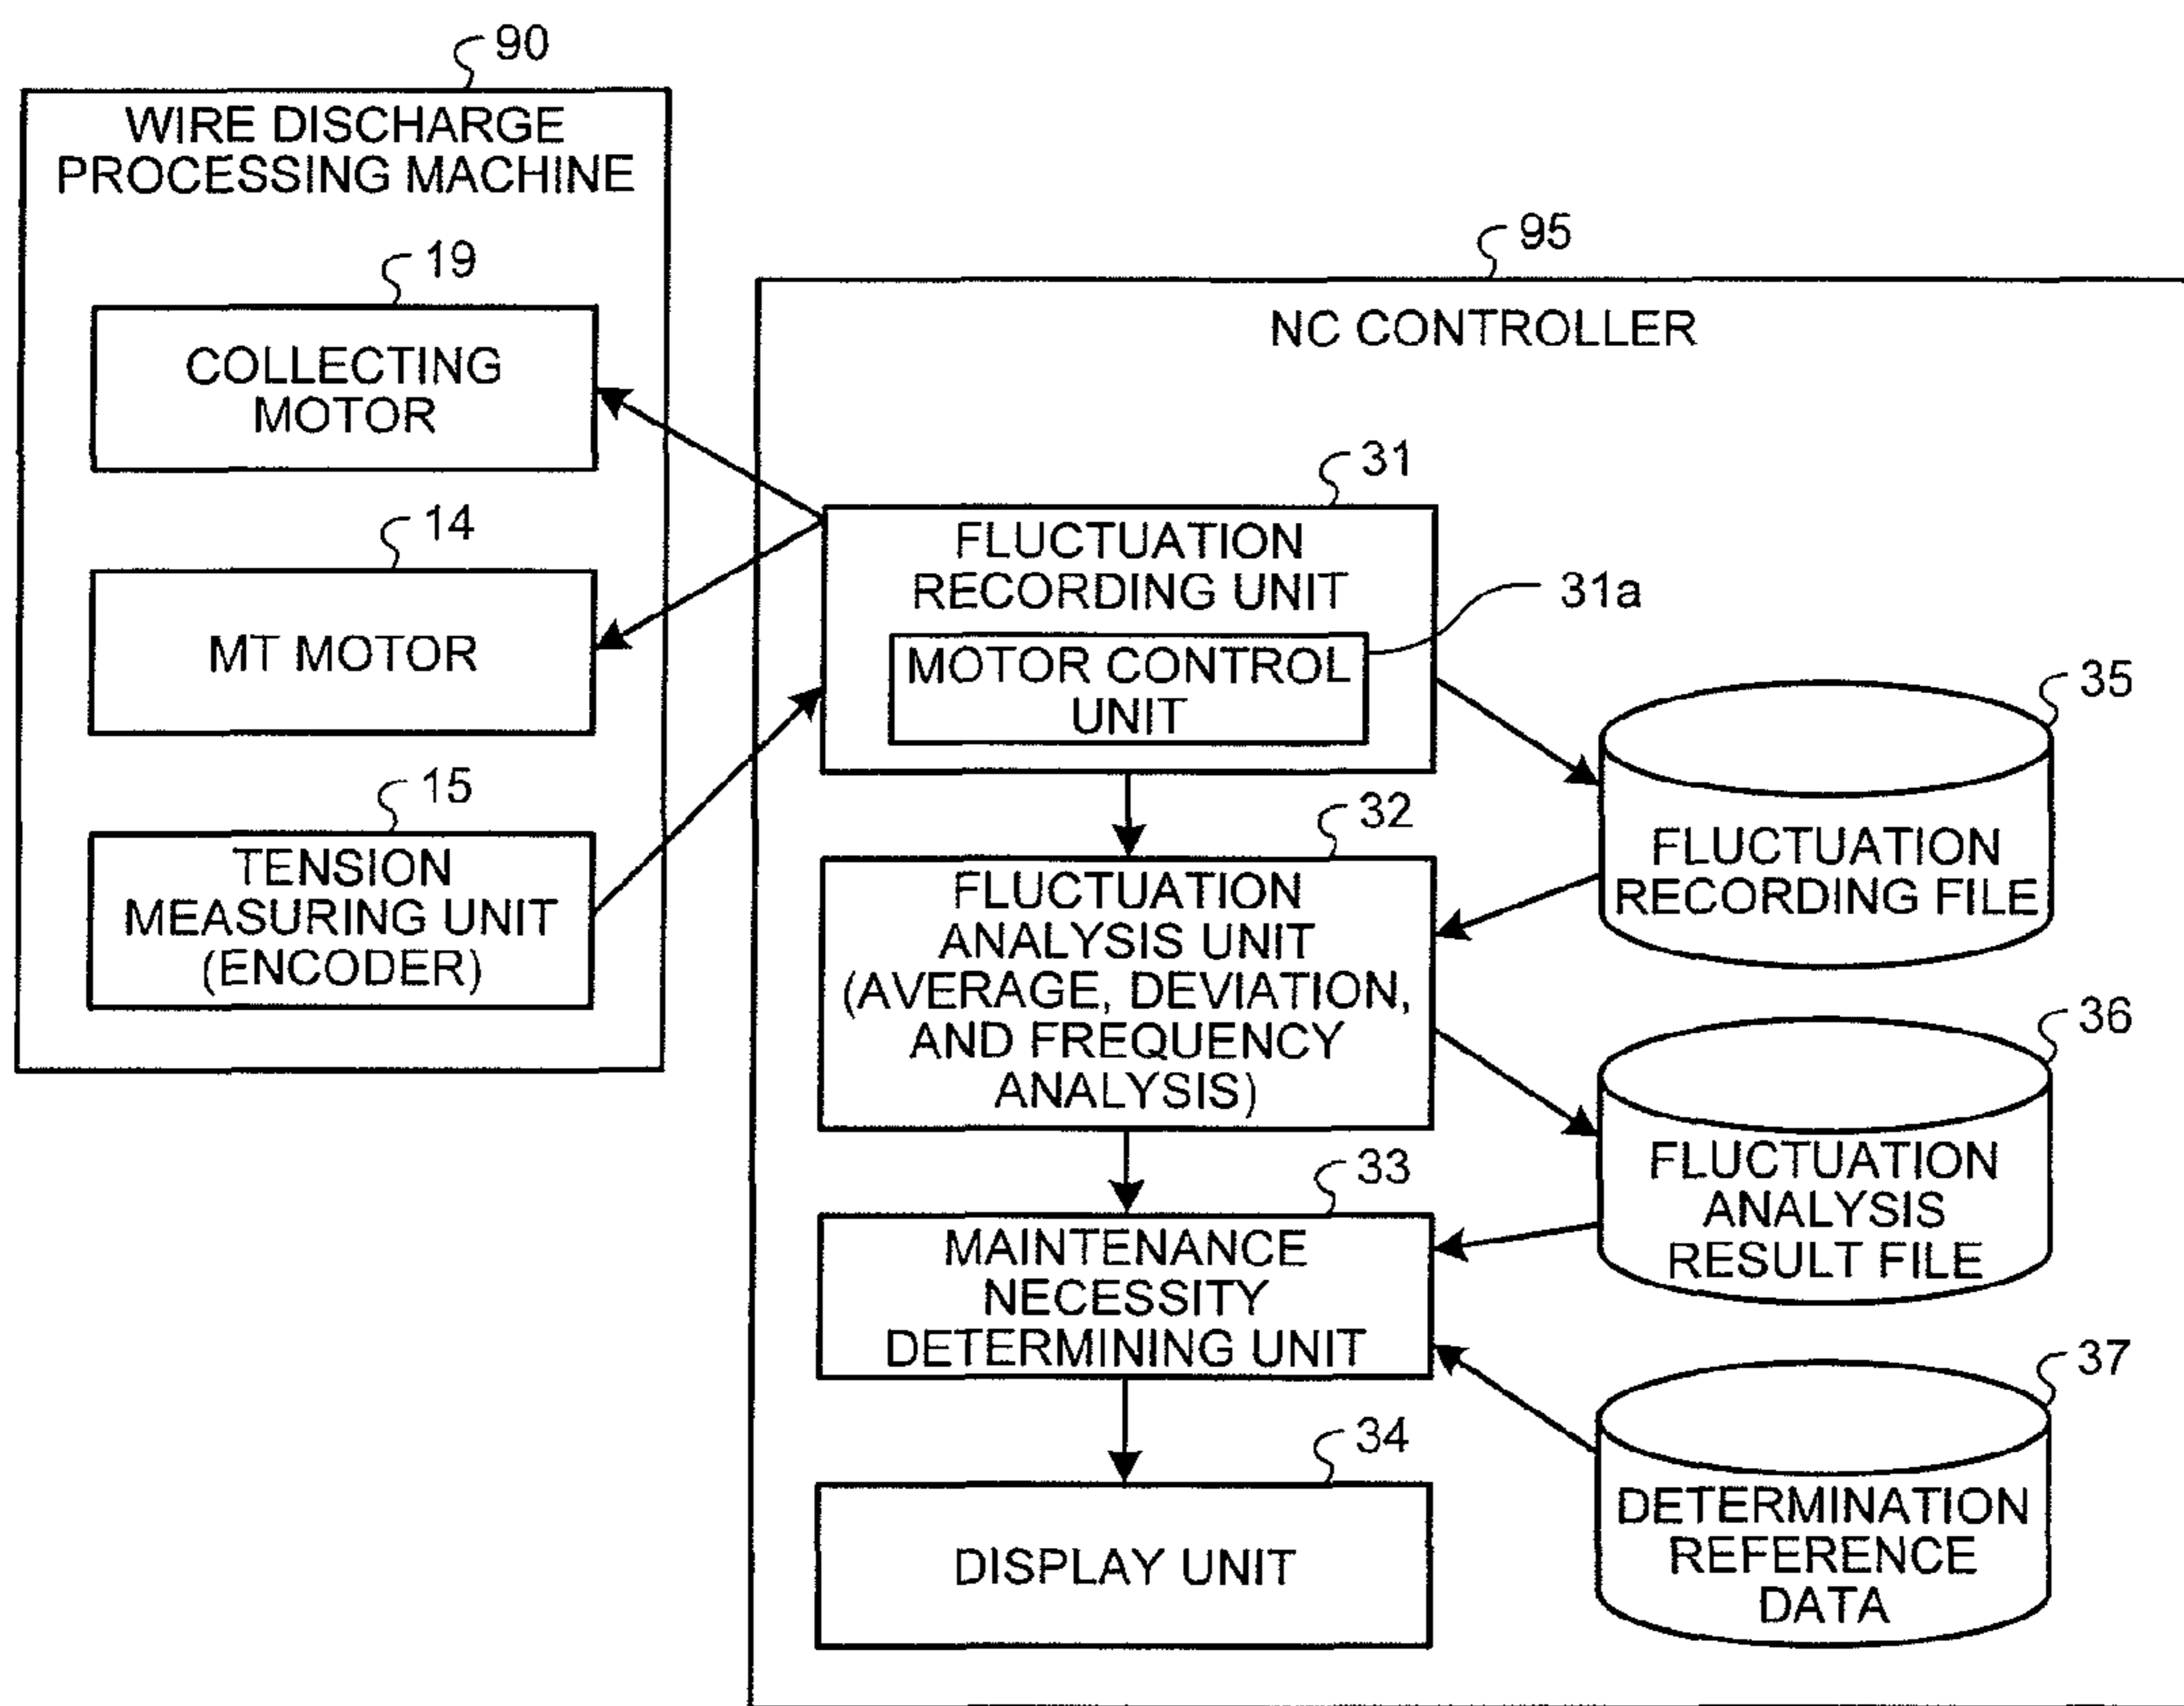 90
WIRE DISCHARGE
PROCESSING MACHINE
19
COLLECTING
MOTOR
14
MT MOTOR
15
TENSION
MEASURING UNIT
(ENCODER)
95
NC CONTROLLER
31
FLUCTUATION
RECORDING UNIT
31a
MOTOR CONTROL
UNIT
35
FLUCTUATION
RECORDING FILE
32
FLUCTUATION
ANALYSIS UNIT
(AVERAGE, DEVIATION,
AND FREQUENCY
ANALYSIS)
36
FLUCTUATION
ANALYSIS
RESULT FILE
33
MAINTENANCE
NECESSITY
DETERMINING UNIT
37
DETERMINATION
REFERENCE
DATA
34
DISPLAY UNIT